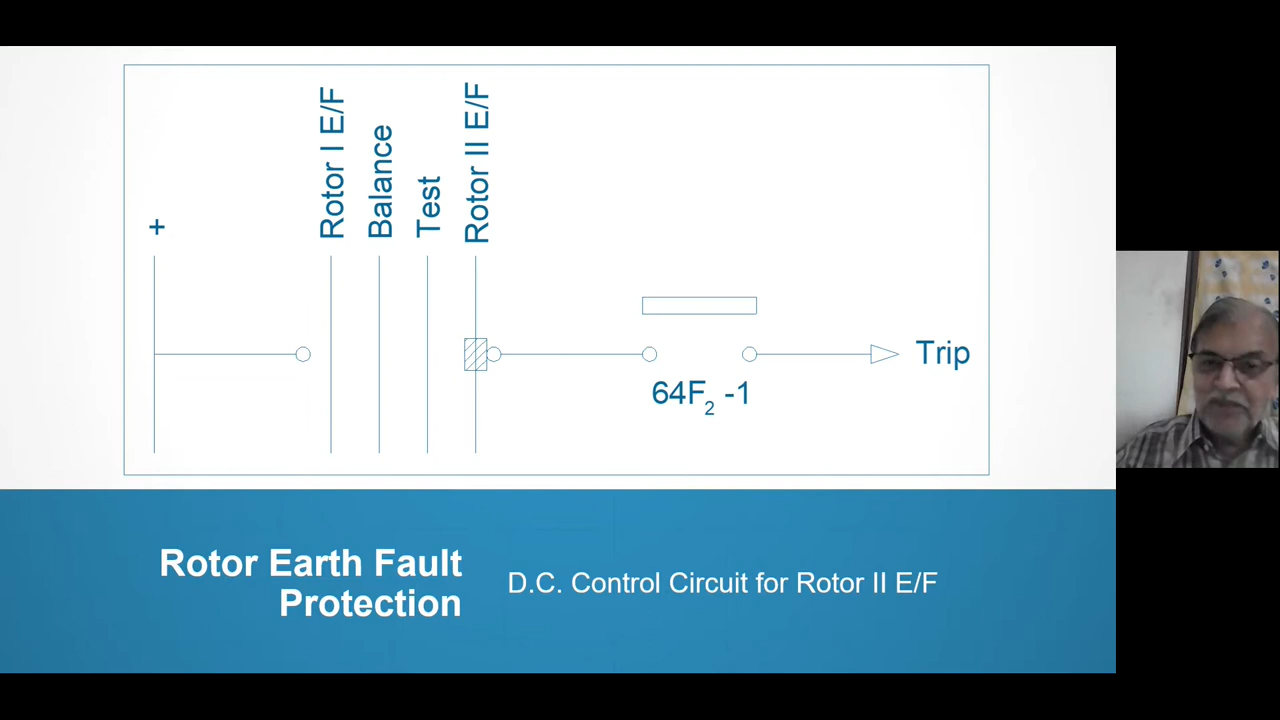 +
Rotor I E/F
Balance
Test
Rotor II E/F
Trip
64F2 -1
Rotor Earth Fault
Protection
D.C. Control Circuit for Rotor II E/F